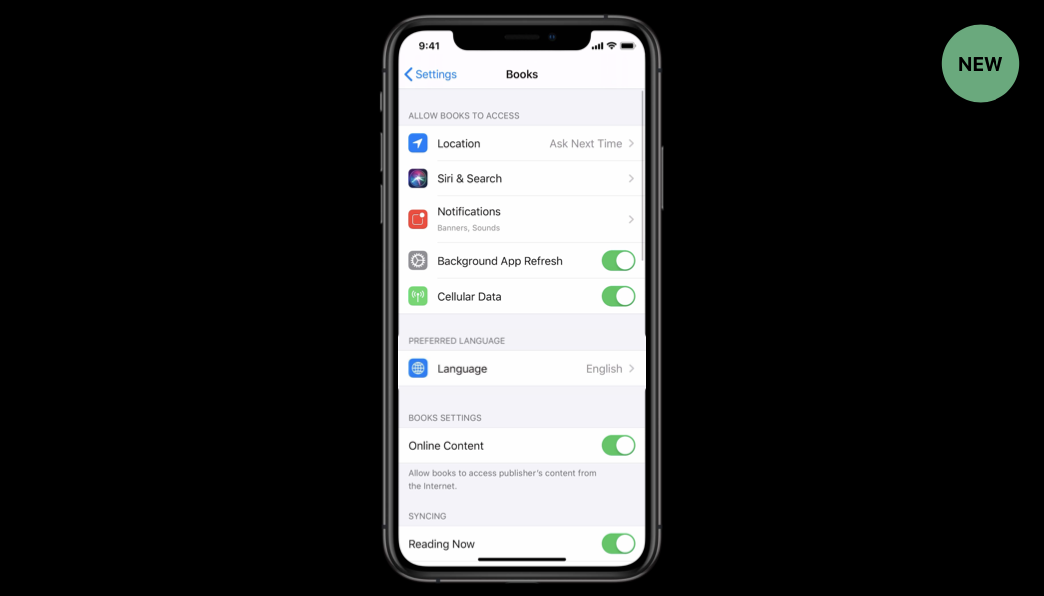 NEW
9:41
Settings
Books
ALLOW BOOKS TO ACCESS
Location
Ask Next Time
Siri & Search
Notifications
Banners, Sounds
Background App Refresh
Cellular Data
PREFERRED LANGUAGE
Language
English
BOOKS SETTINGS
Online Content
Allow books to access publisher's content from
the Internet.
SYNCING
Reading Now